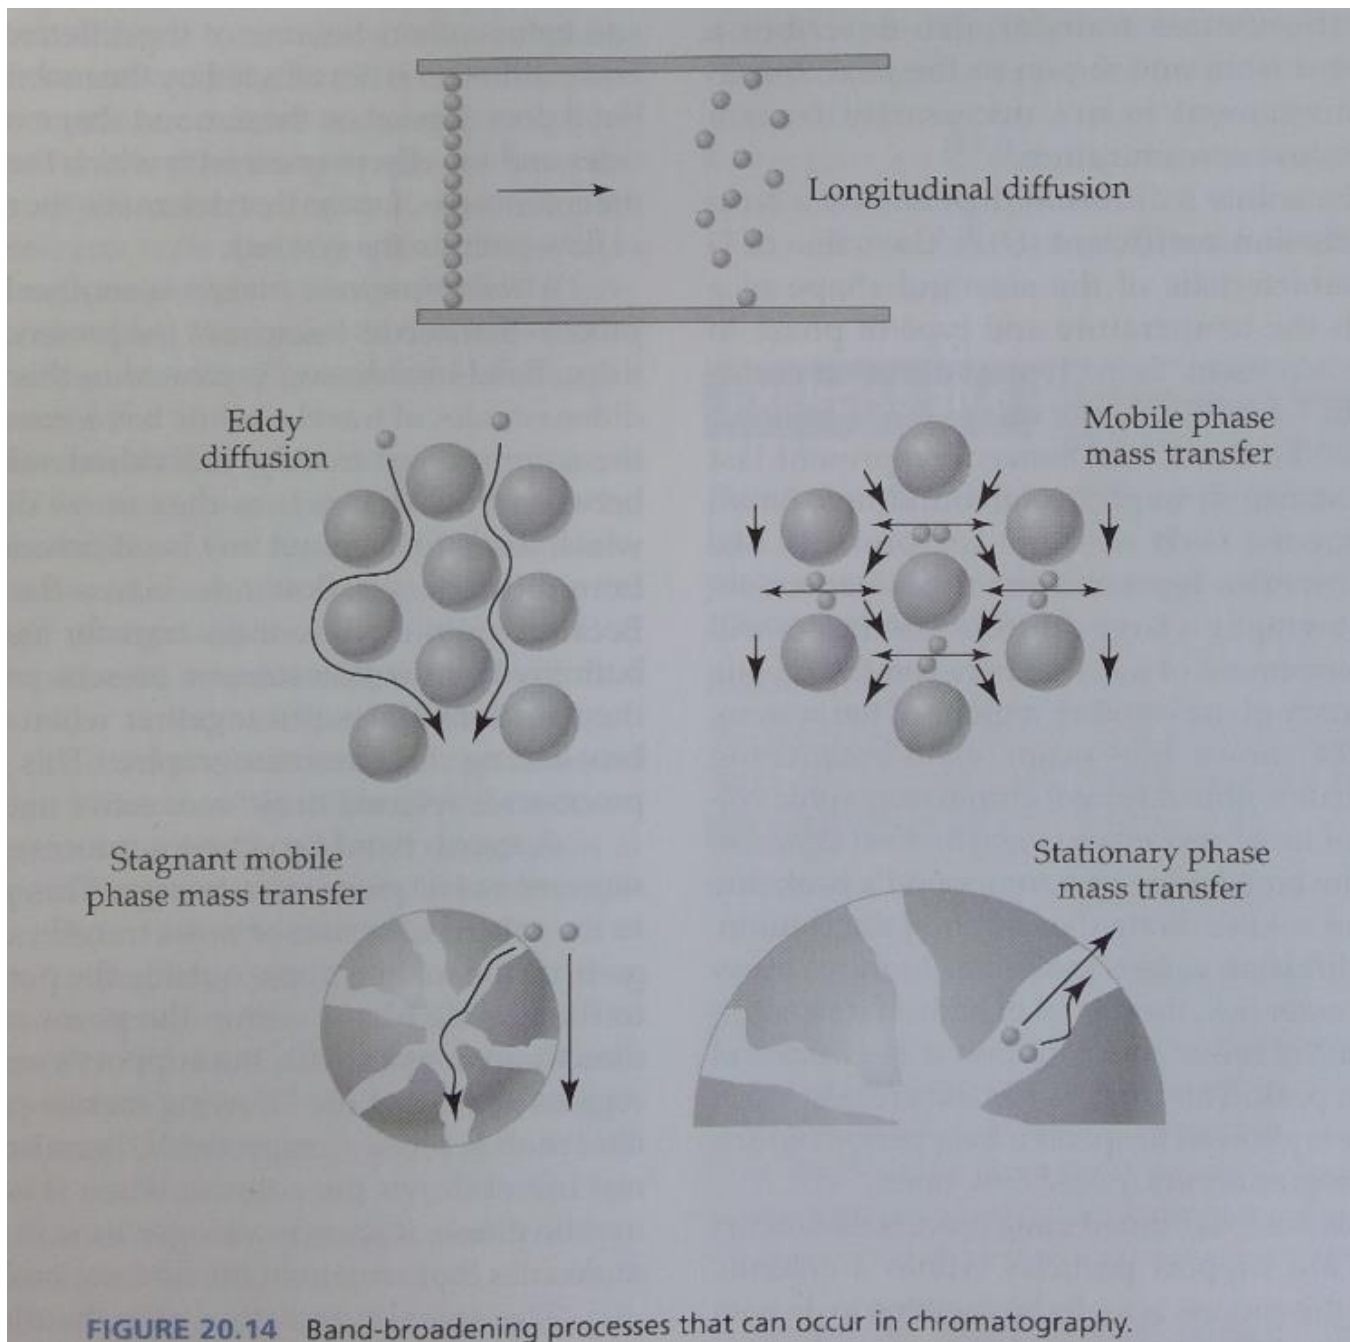 Longitudinal diffusion
Eddy
diffusion
Mobile phase
mass transfer
Stagnant mobile
phase mass transfer
Stationary phase
mass transfer
FIGURE 20.14 Band-broadening processes that can occur in chromatography.